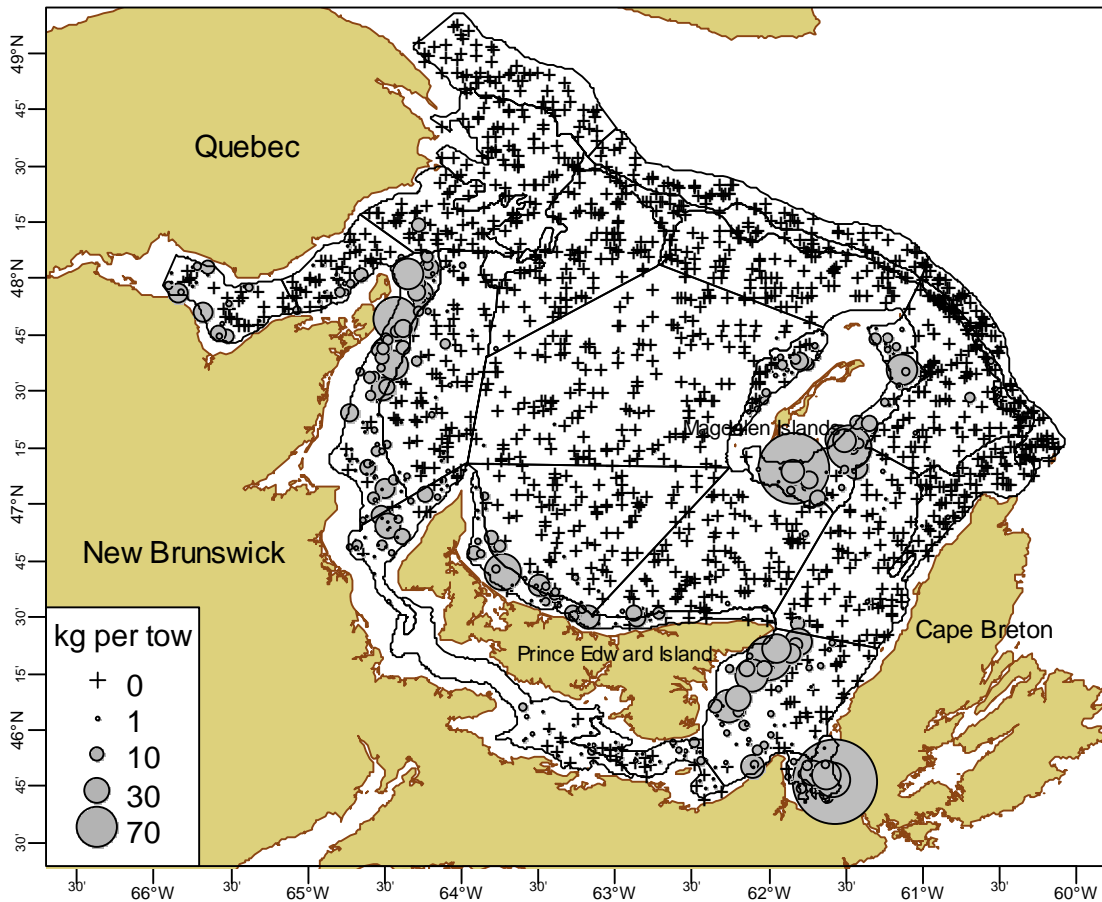 49°N
45'
30'
15'
48°N
45'
30'
15'
47°N
45'
30'
15'
46°N
45'
30'
Quebec
Magdalen Islands
New Brunswick
Cape Breton
Prince Edward Island
kg per tow
0
1
10
30
70
30'
66°W
30'
65°W
30'
64°W
30'
63°W
30'
62°W
30'
61°W
30'
60°W